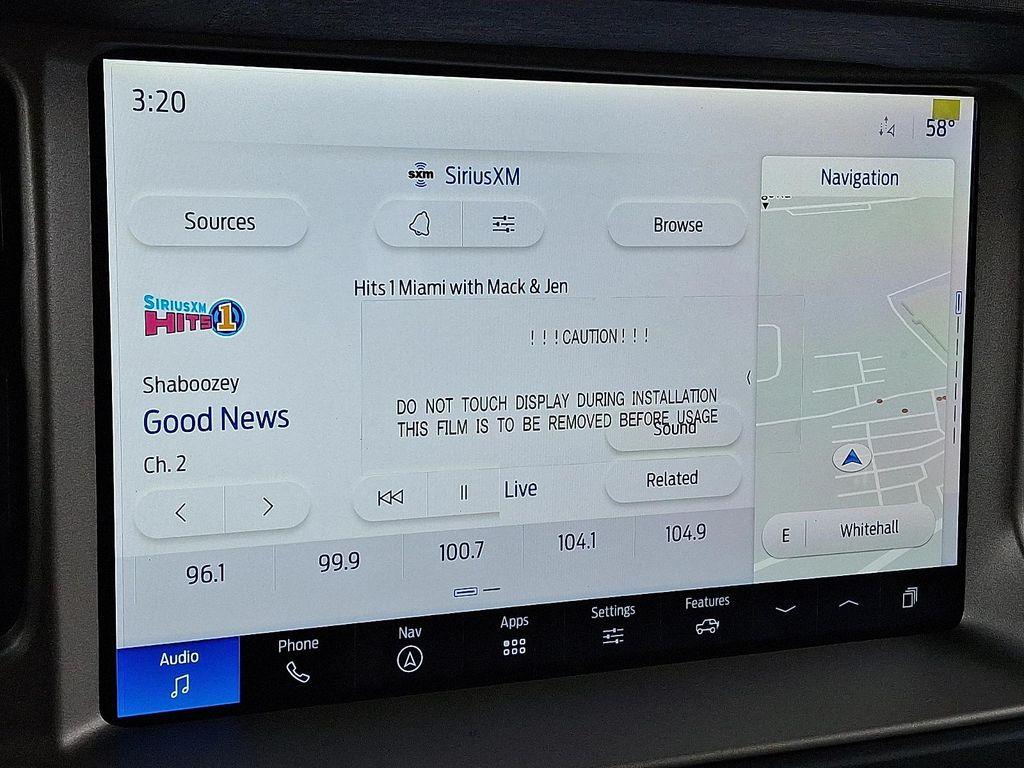 3:20
58°
sxm SiriusXM
Navigation
Sources
Browse
Hits 1 Miami with Mack & Jen
SIRIUSXM
HITS 1
! ! ! CAUTION ! ! !
Shaboozey
Good News
DO NOT TOUCH DISPLAY DURING INSTALLATION
THIS FILM IS TO BE REMOVED BEFORE USAGE
Sound
Ch. 2
Live
Related
E Whitehall
96.1 99.9 100.7 104.1 104.9
Audio Phone Nav Apps Settings Features